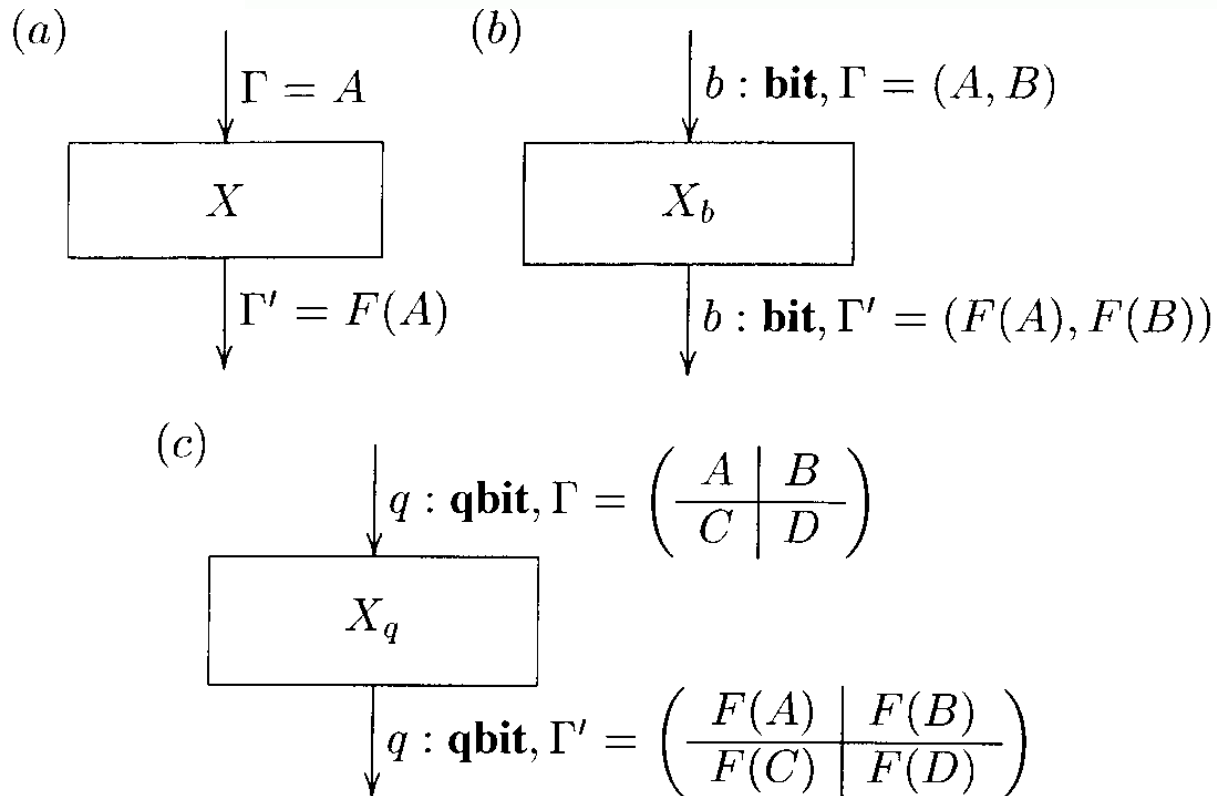 (a)
Γ = A
X
Γ′ = F(A)
(b)
b : bit, Γ = (A, B)
X_b
b : bit, Γ′ = (F(A), F(B))
(c)
q : qbit, Γ = ( A | B
C | D )
X_q
q : qbit, Γ′ = ( F(A) | F(B)
F(C) | F(D) )